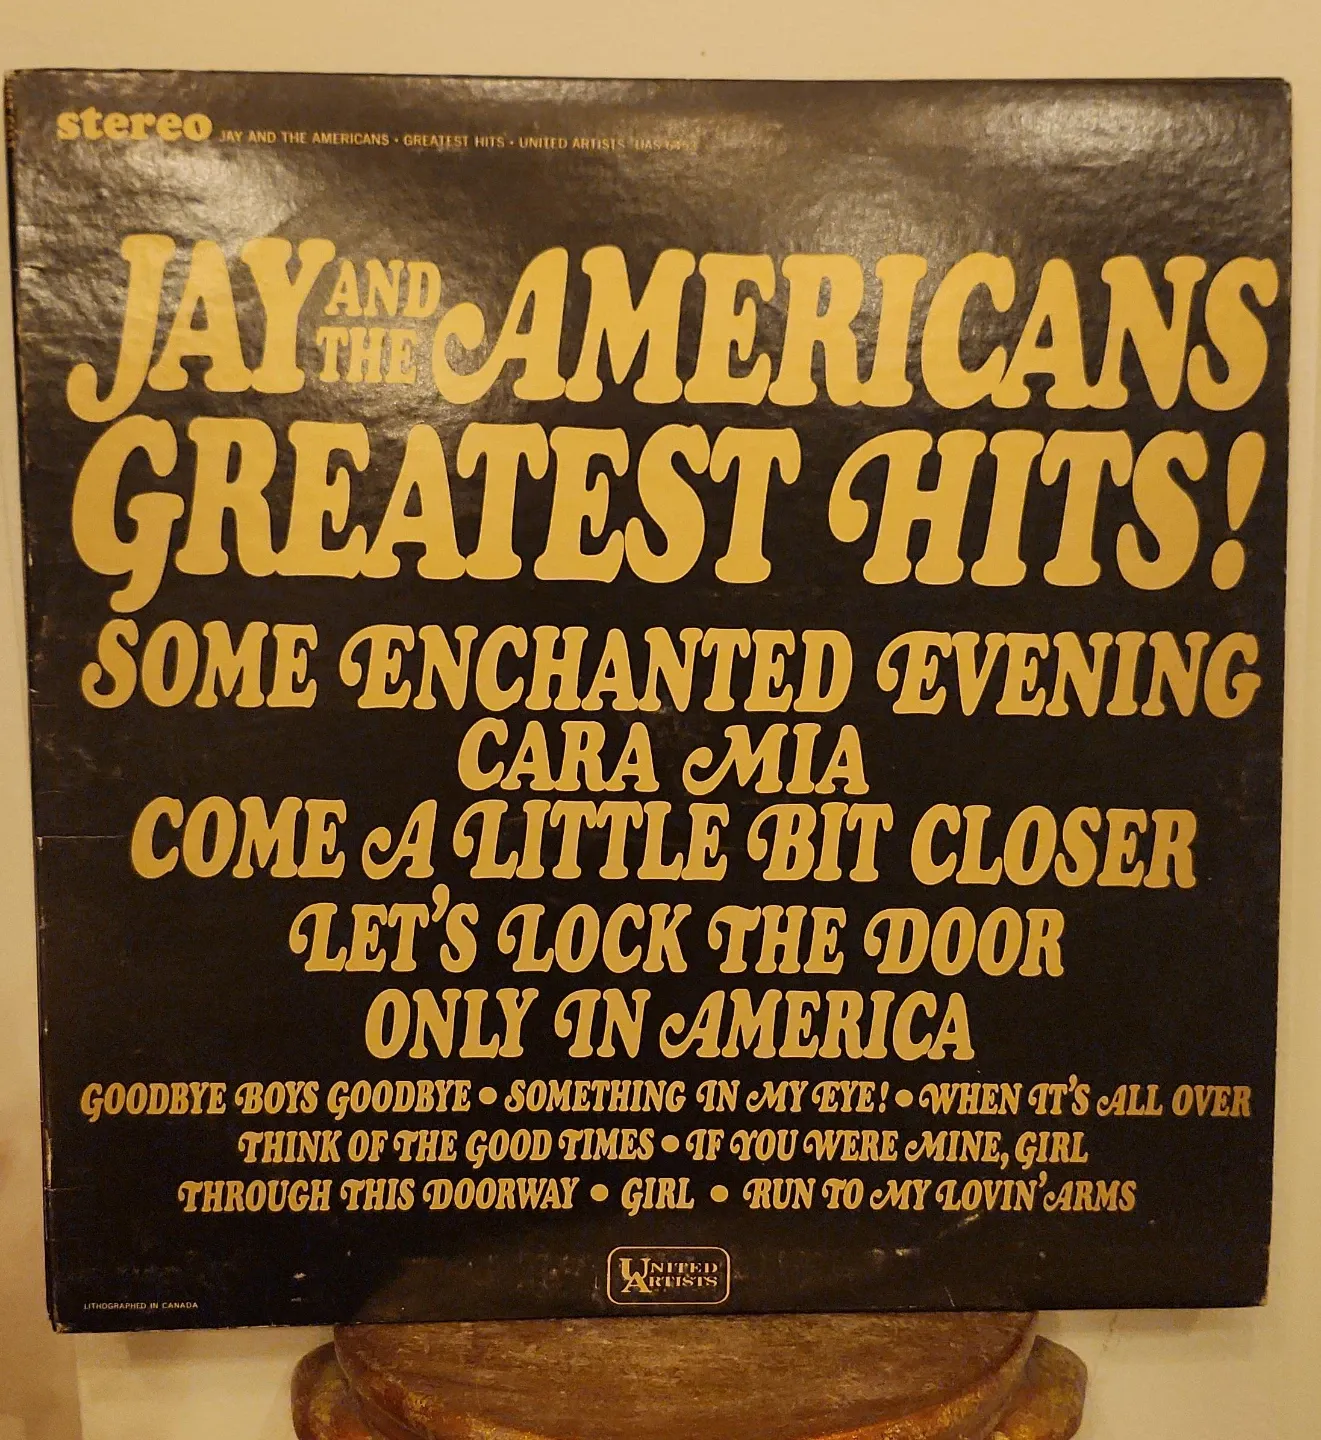 stereo JAY AND THE AMERICANS • GREATEST HITS • UNITED ARTISTS UAS 6453
JAY AND THE AMERICANS
GREATEST HITS!
SOME ENCHANTED EVENING
CARA MIA
COME A LITTLE BIT CLOSER
LET'S LOCK THE DOOR
ONLY IN AMERICA
GOODBYE BOYS GOODBYE • SOMETHING IN MY EYE! • WHEN IT'S ALL OVER
THINK OF THE GOOD TIMES • IF YOU WERE MINE, GIRL
THROUGH THIS DOORWAY • GIRL • RUN TO MY LOVIN' ARMS
UNITED
ARTISTS
LITHOGRAPHED IN CANADA